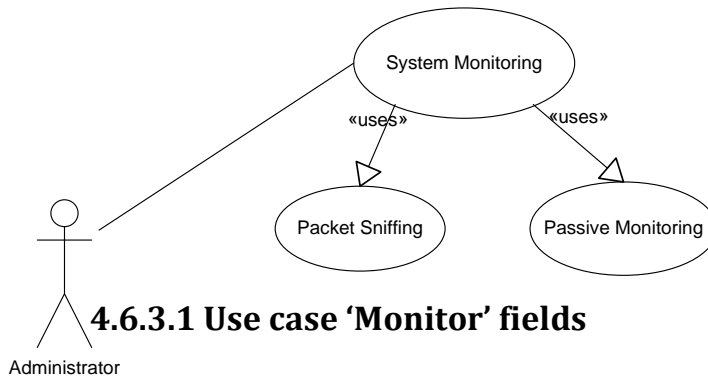 System Monitoring
«uses» «uses»
Packet Sniffing Passive Monitoring
4.6.3.1 Use case ‘Monitor’ fields
Administrator